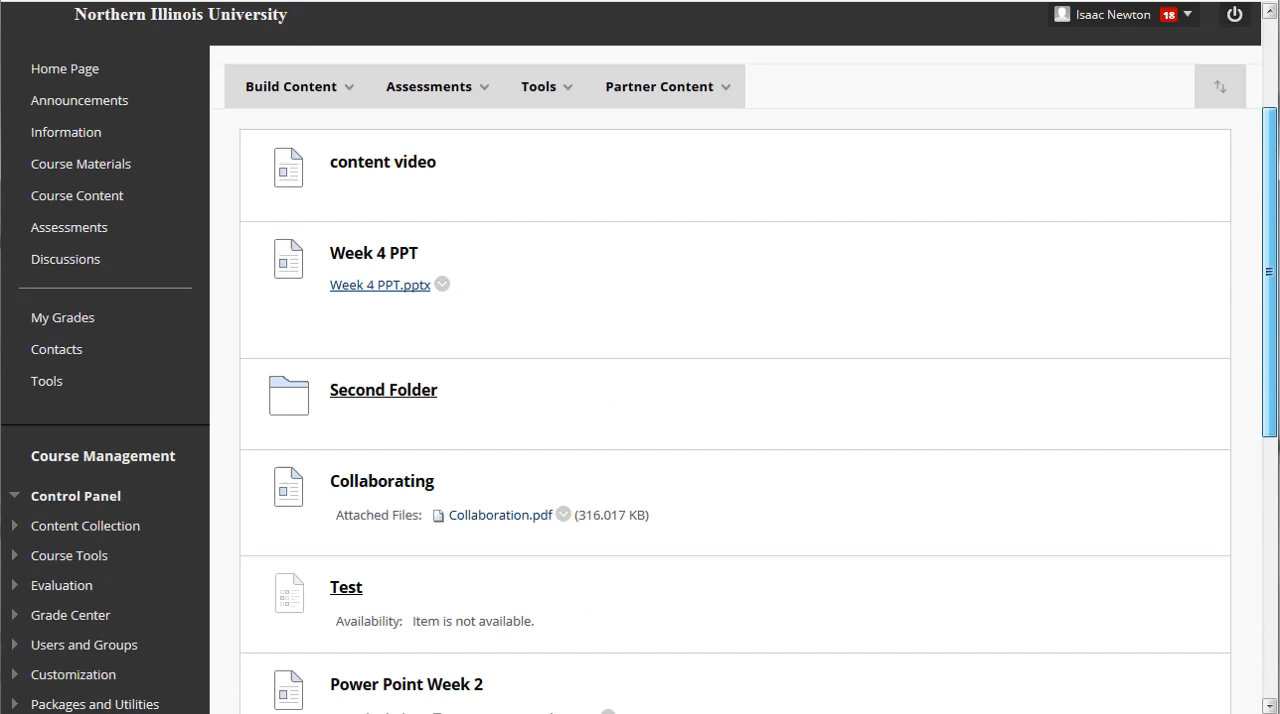 Northern Illinois University
Isaac Newton 18
Home Page
Announcements
Information
Course Materials
Course Content
Assessments
Discussions
My Grades
Contacts
Tools
Course Management
Control Panel
Content Collection
Course Tools
Evaluation
Grade Center
Users and Groups
Customization
Packages and Utilities
Build Content Assessments Tools Partner Content
content video
Week 4 PPT
Week 4 PPT.pptx
Second Folder
Collaborating
Attached Files: Collaboration.pdf (316.017 KB)
Test
Availability: Item is not available.
Power Point Week 2